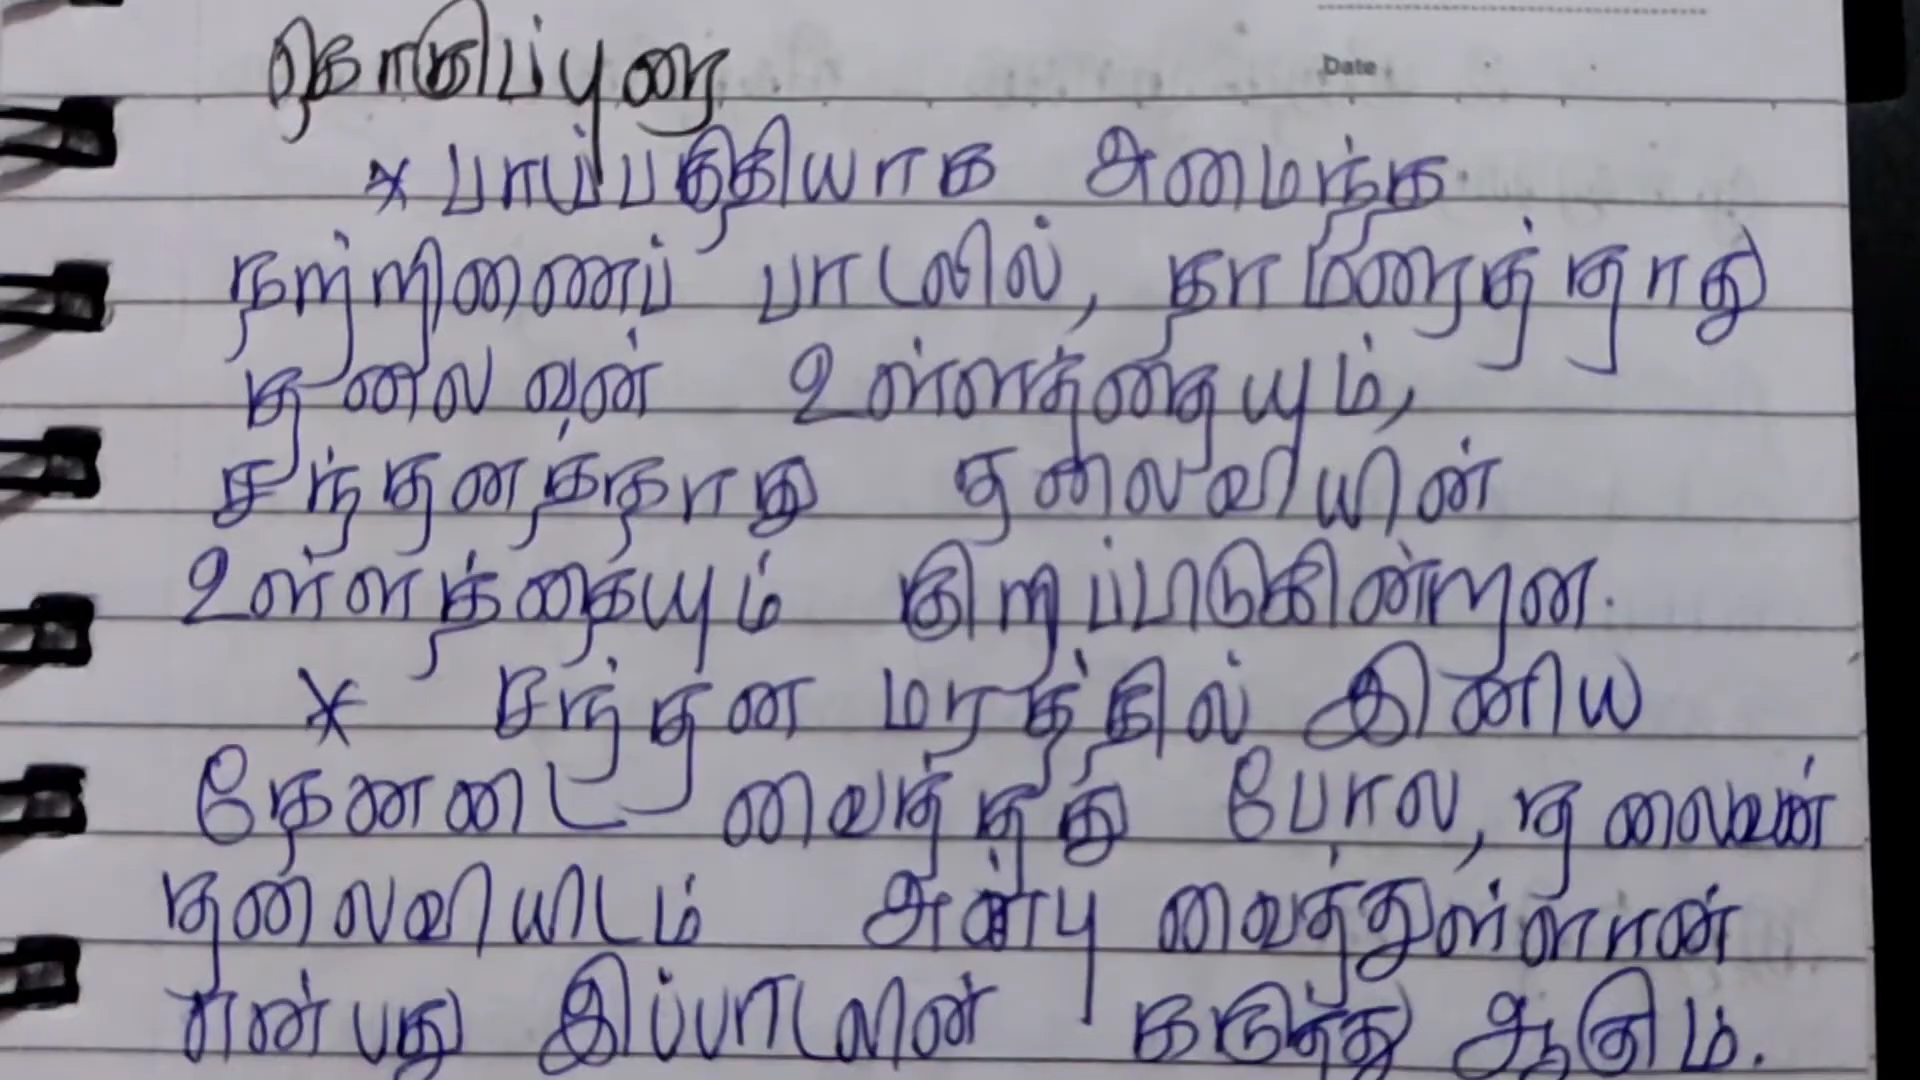 Date
தொகுப்புரை
* பாப்பத்தியாக அமைந்த
நற்றிணைப் பாடலில், தாமரைத்தாது
தலைவன் உள்ளத்தையும்,
சந்தனத்தாது தலைவியின்
உள்ளத்தையும் குறிப்பிடுகின்றன.
* சந்தன மரத்தில் இனிய
தேனடை வைத்தது போல, தலைவன்
தலைவியிடம் அன்பு வைத்துள்ளான்
என்பது இப்பாடலின் கருத்து ஆகும்.